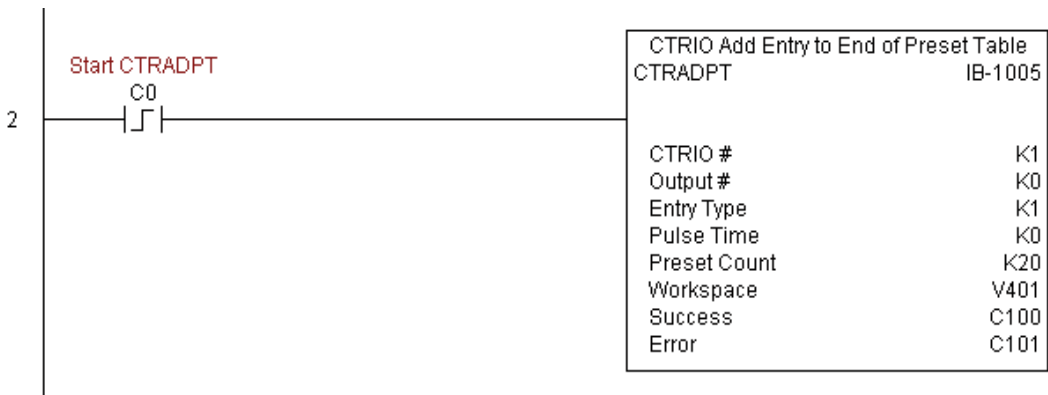 CTRIO Add Entry to End of Preset Table
CTRADPT IB-1005
Start CTRADPT
C0
2
CTRIO # K1
Output # K0
Entry Type K1
Pulse Time K0
Preset Count K20
Workspace V401
Success C100
Error C101